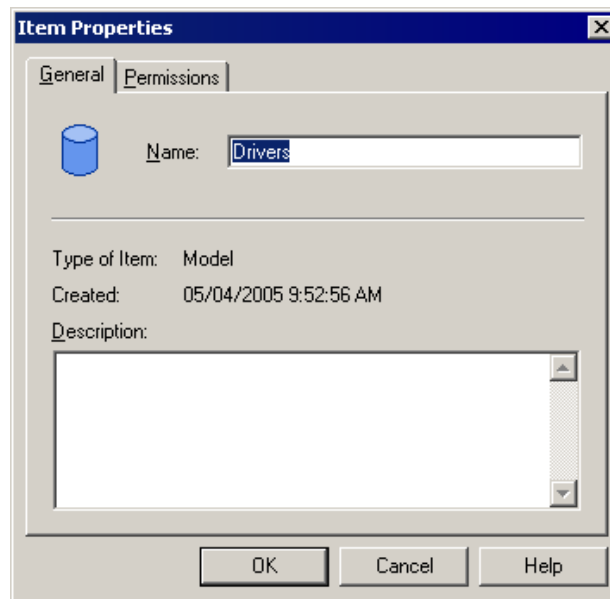 Item Properties
General Permissions
Name: Drivers
Type of Item: Model
Created: 05/04/2005 9:52:56 AM
Description:
OK Cancel Help